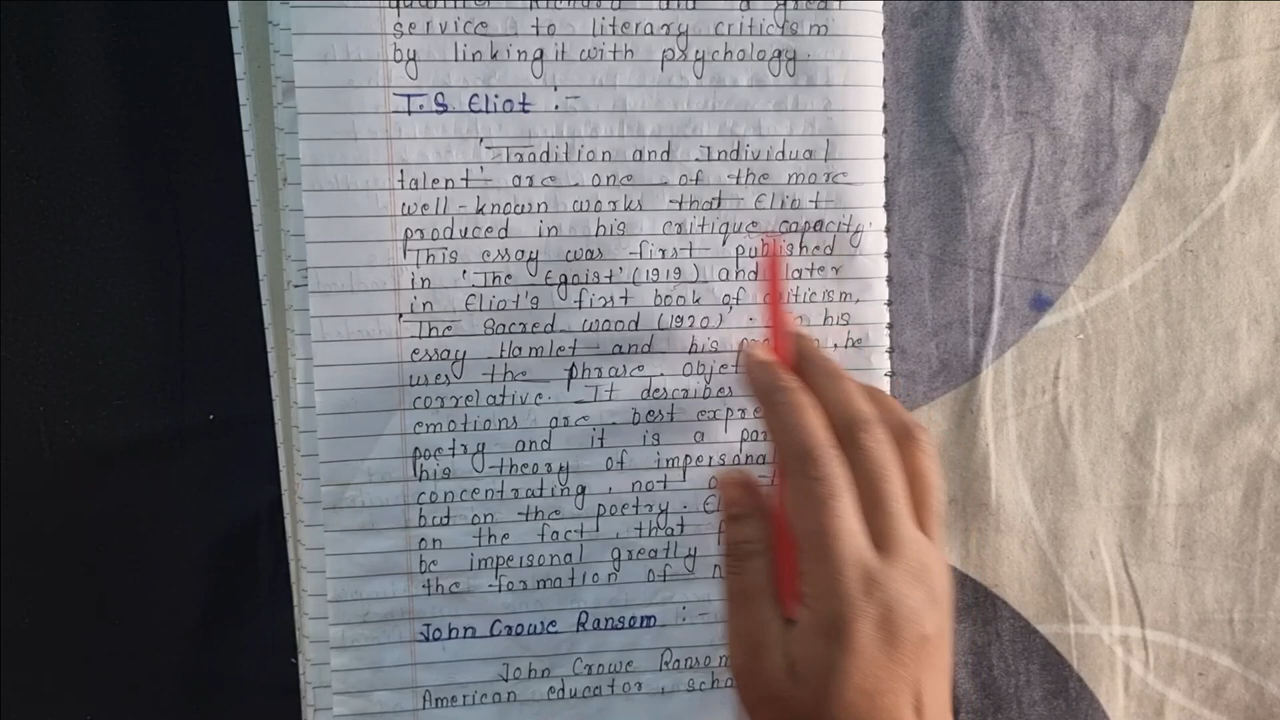 service to literary criticism
by linking it with psychology.
T. S. Eliot :-
'Tradition and Individual
talent' are one of the more
well-known works that Eliot
produced in his critique capacity.
This essay was first published
in 'The Egoist' (1919) and later
in Eliot's first book of criticism,
'The Sacred wood (1920)'. his
essay Hamlet and his , he
uses the phrase
correlative. It describes
emotions are best
poetry and it is a
his theory of
concentrating, not
but on the poetry.
on the fact, that
be impersonal greatly
the formation of
John Crowe Ransom :-
John Crowe Ransom
American educator,